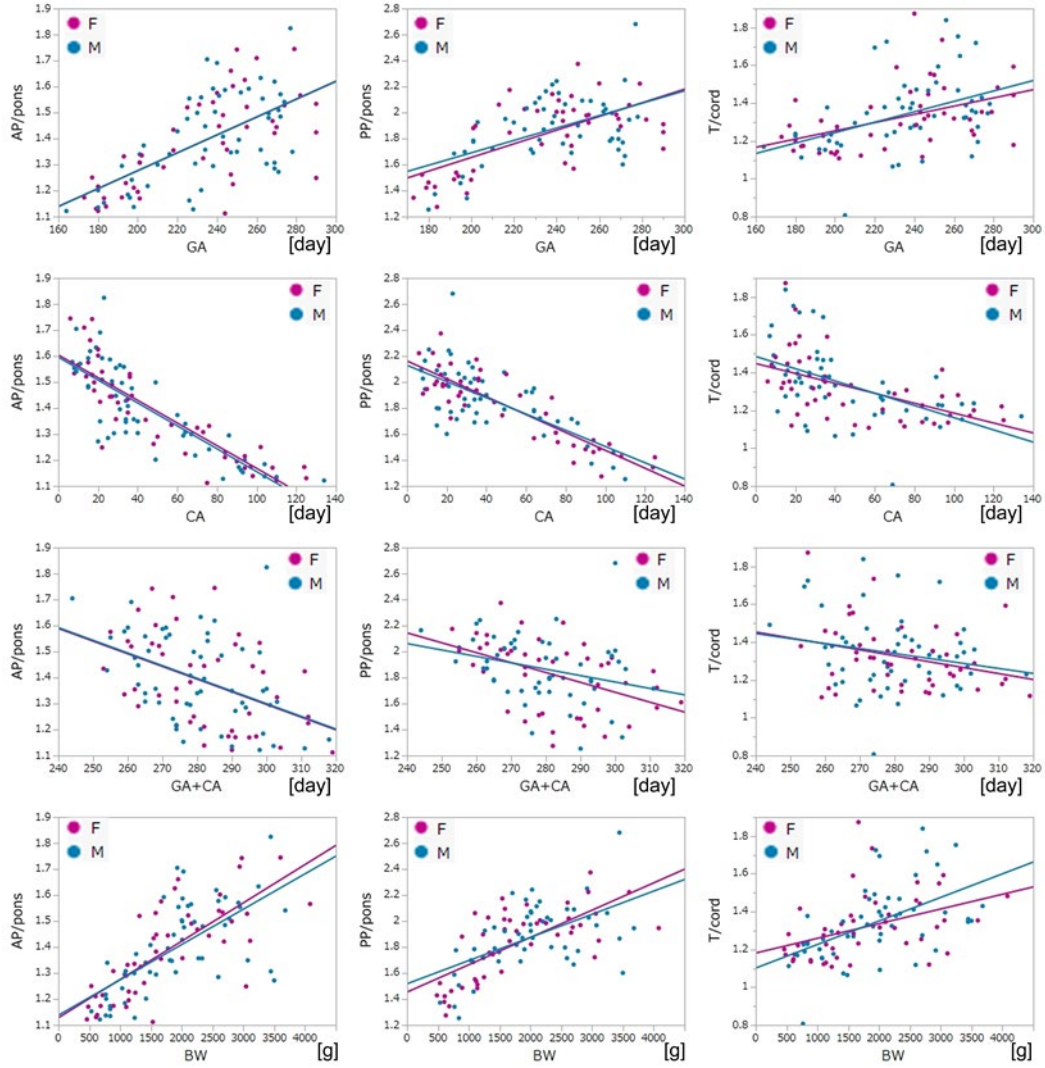 1.9
1.8
1.7
1.6
1.5
1.4
1.3
1.2
1.1
AP/pons
F
M
160 180 200 220 240 260 280 300
GA [day]
2.8
2.6
2.4
2.2
2
1.8
1.6
1.4
1.2
PP/pons
F
M
180 200 220 240 260 280 300
GA [day]
1.8
1.6
1.4
1.2
1
0.8
T/cord
F
M
160 180 200 220 240 260 280 300
GA [day]
1.9
1.8
1.7
1.6
1.5
1.4
1.3
1.2
1.1
AP/pons
F
M
0 20 40 60 80 100 120 140
CA [day]
2.8
2.6
2.4
2.2
2
1.8
1.6
1.4
1.2
PP/pons
F
M
0 20 40 60 80 100 120 140
CA [day]
1.8
1.6
1.4
1.2
1
0.8
T/cord
F
M
0 20 40 60 80 100 120 140
CA [day]
1.9
1.8
1.7
1.6
1.5
1.4
1.3
1.2
1.1
AP/pons
F
M
240 250 260 270 280 290 300 310 320
GA+CA [day]
2.8
2.6
2.4
2.2
2
1.8
1.6
1.4
1.2
PP/pons
F
M
240 250 260 270 280 290 300 310 320
GA+CA [day]
1.8
1.6
1.4
1.2
1
0.8
T/cord
F
M
240 250 260 270 280 290 300 310 320
GA+CA [day]
1.9
1.8
1.7
1.6
1.5
1.4
1.3
1.2
1.1
AP/pons
F
M
0 500 1000 1500 2000 2500 3000 3500 4000
BW [g]
2.8
2.6
2.4
2.2
2
1.8
1.6
1.4
1.2
PP/pons
F
M
0 500 1000 1500 2000 2500 3000 3500 4000
BW [g]
1.8
1.6
1.4
1.2
1
0.8
T/cord
F
M
0 500 1000 1500 2000 2500 3000 3500 4000
BW [g]